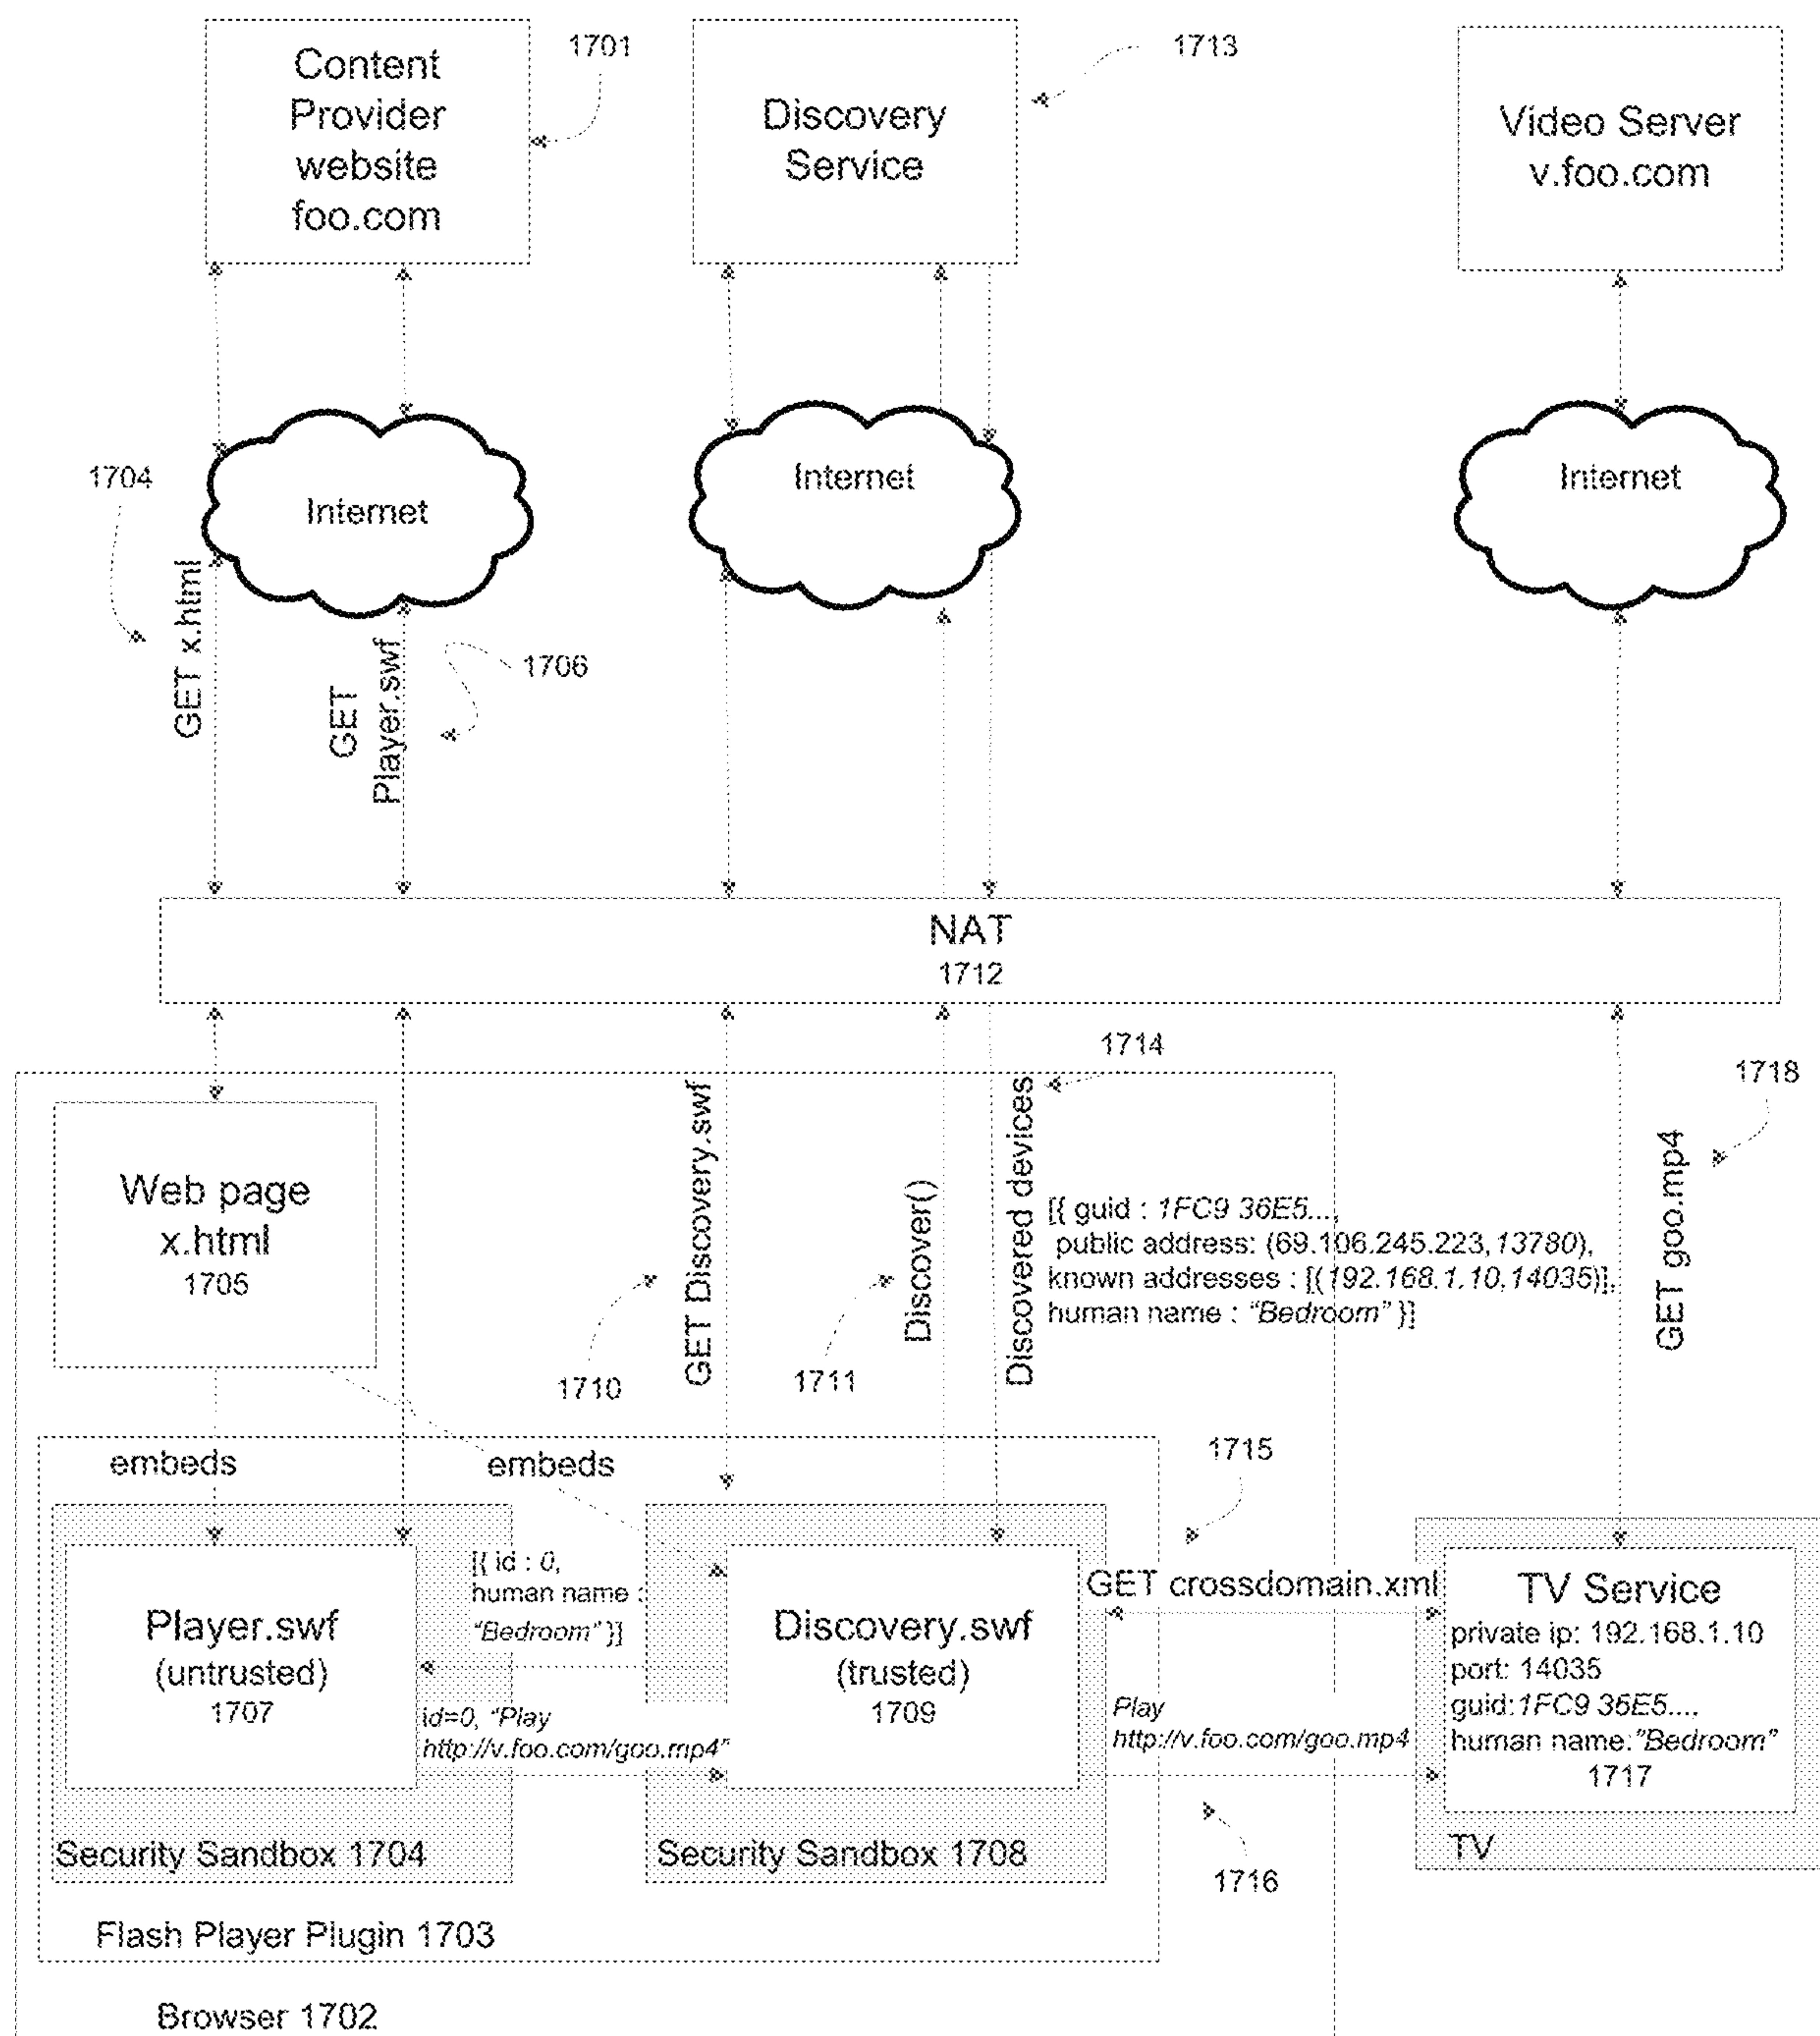 Content
Provider
website
foo.com
1701
Discovery
Service
1713
Video Server
v.foo.com
Internet
Internet
Internet
1704
GET x.html
GET
Player.swf
1706
NAT
1712
1714
1718
Web page
x.html
1705
GET Discovery.swf
1710
Discover()
1711
Discovered devices
[{ guid : 1FC9 36E5...,
public address: (69.106.245.223,13780),
known addresses : [(192.168.1.10,14035)],
human name : "Bedroom" }]
GET goo.mp4
embeds
embeds
1715
[{ id : 0,
human name :
"Bedroom" }]
Player.swf
(untrusted)
1707
id=0, "Play
http://v.foo.com/goo.mp4"
Discovery.swf
(trusted)
1709
GET crossdomain.xml
Play
http://v.foo.com/goo.mp4
1716
TV Service
private ip: 192.168.1.10
port: 14035
guid:1FC9 36E5....
human name:"Bedroom"
1717
Security Sandbox 1704
Security Sandbox 1708
TV
Flash Player Plugin 1703
Browser 1702